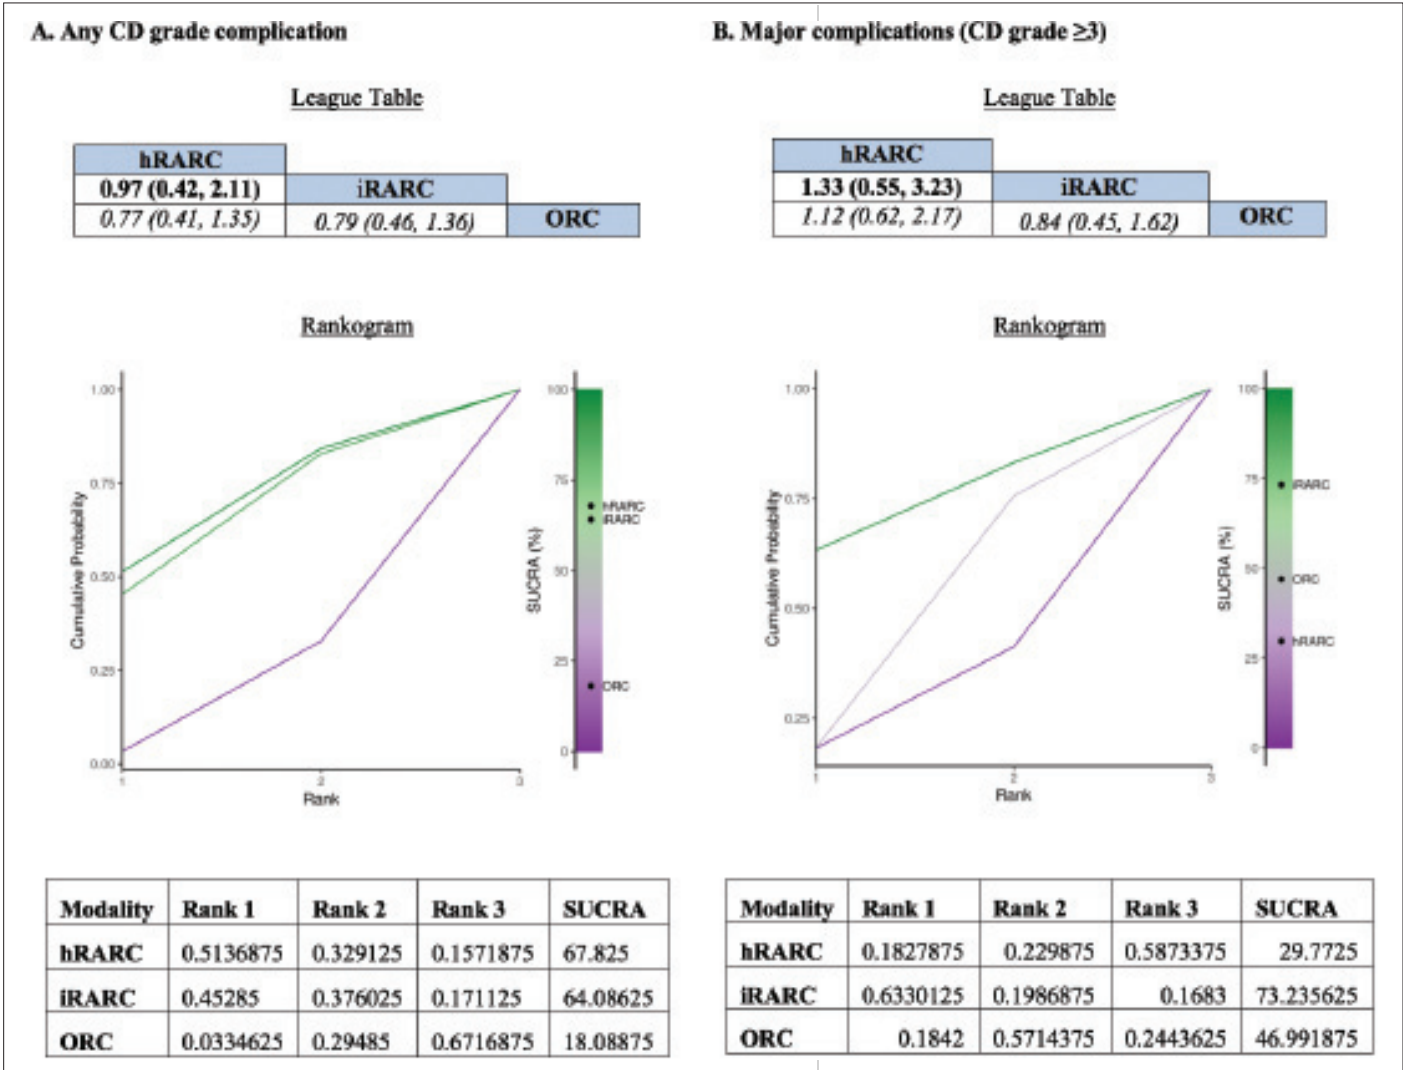 A. Any CD grade complication
League Table
hRARC
0.97 (0.42, 2.11) iRARC
0.77 (0.41, 1.35) 0.79 (0.46, 1.36) ORC
Rankogram
1.00
0.75
0.50
0.25
0.00
Cumulative Probability
1 2 3
Rank
100
75
50
25
0
SUCRA (%)
hRARC
iRARC
ORC
Modality Rank 1 Rank 2 Rank 3 SUCRA
hRARC 0.5136875 0.329125 0.1571875 67.825
iRARC 0.45285 0.376025 0.171125 64.08625
ORC 0.0334625 0.29485 0.6716875 18.08875
B. Major complications (CD grade ≥3)
League Table
hRARC
1.33 (0.55, 3.23) iRARC
1.12 (0.62, 2.17) 0.84 (0.45, 1.62) ORC
Rankogram
1.00
0.75
0.50
0.25
Cumulative Probability
1 2 3
Rank
100
75
50
25
0
SUCRA (%)
iRARC
ORC
hRARC
Modality Rank 1 Rank 2 Rank 3 SUCRA
hRARC 0.1827875 0.229875 0.5873375 29.7725
iRARC 0.6330125 0.1986875 0.1683 73.235625
ORC 0.1842 0.5714375 0.2443625 46.991875